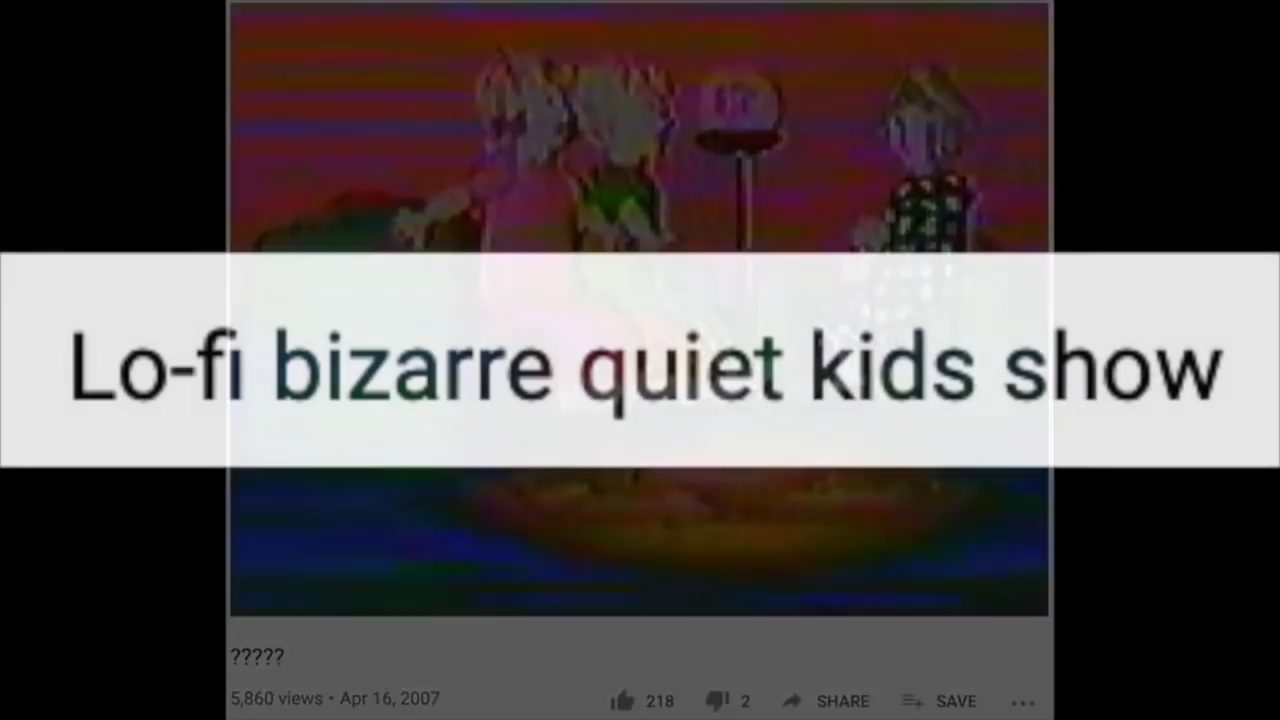 Lo-fi bizarre quiet kids show
?????
5,860 views • Apr 16, 2007 218 2 SHARE SAVE